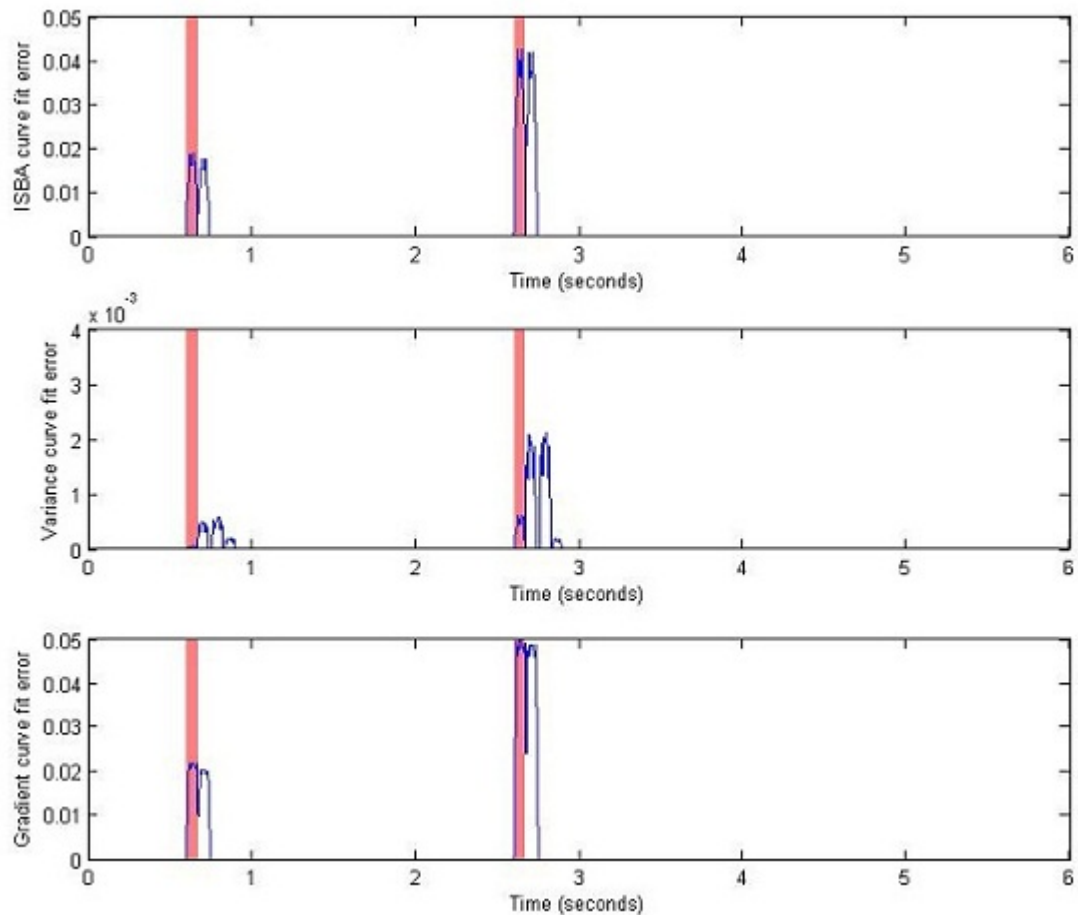 ISBA curve fit error
0.05
0.04
0.03
0.02
0.01
0
0 1 2 3 4 5 6
Time (seconds)
x 10⁻³
Variance curve fit error
4
3
2
1
0
0 1 2 3 4 5 6
Time (seconds)
Gradient curve fit error
0.05
0.04
0.03
0.02
0.01
0
0 1 2 3 4 5 6
Time (seconds)